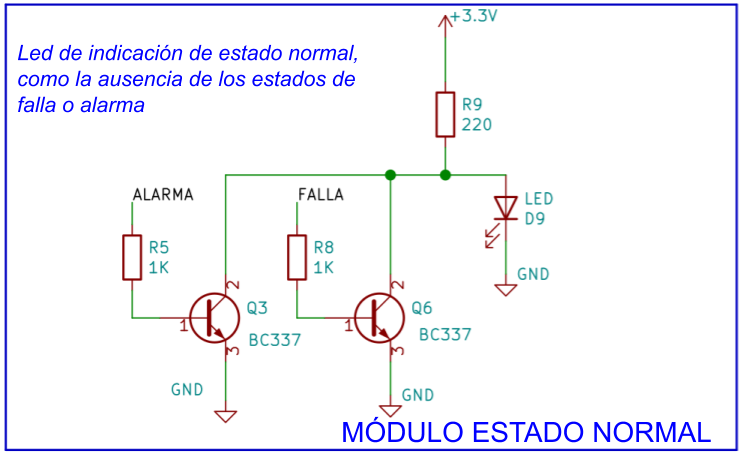 +3.3V
Led de indicación de estado normal,
como la ausencia de los estados de
falla o alarma
R9
220
ALARMA
FALLA
LED
D9
R5
1K
R8
1K
GND
2
2
Q3
Q6
1
1
BC337
BC337
3
3
GND
GND
MÓDULO ESTADO NORMAL